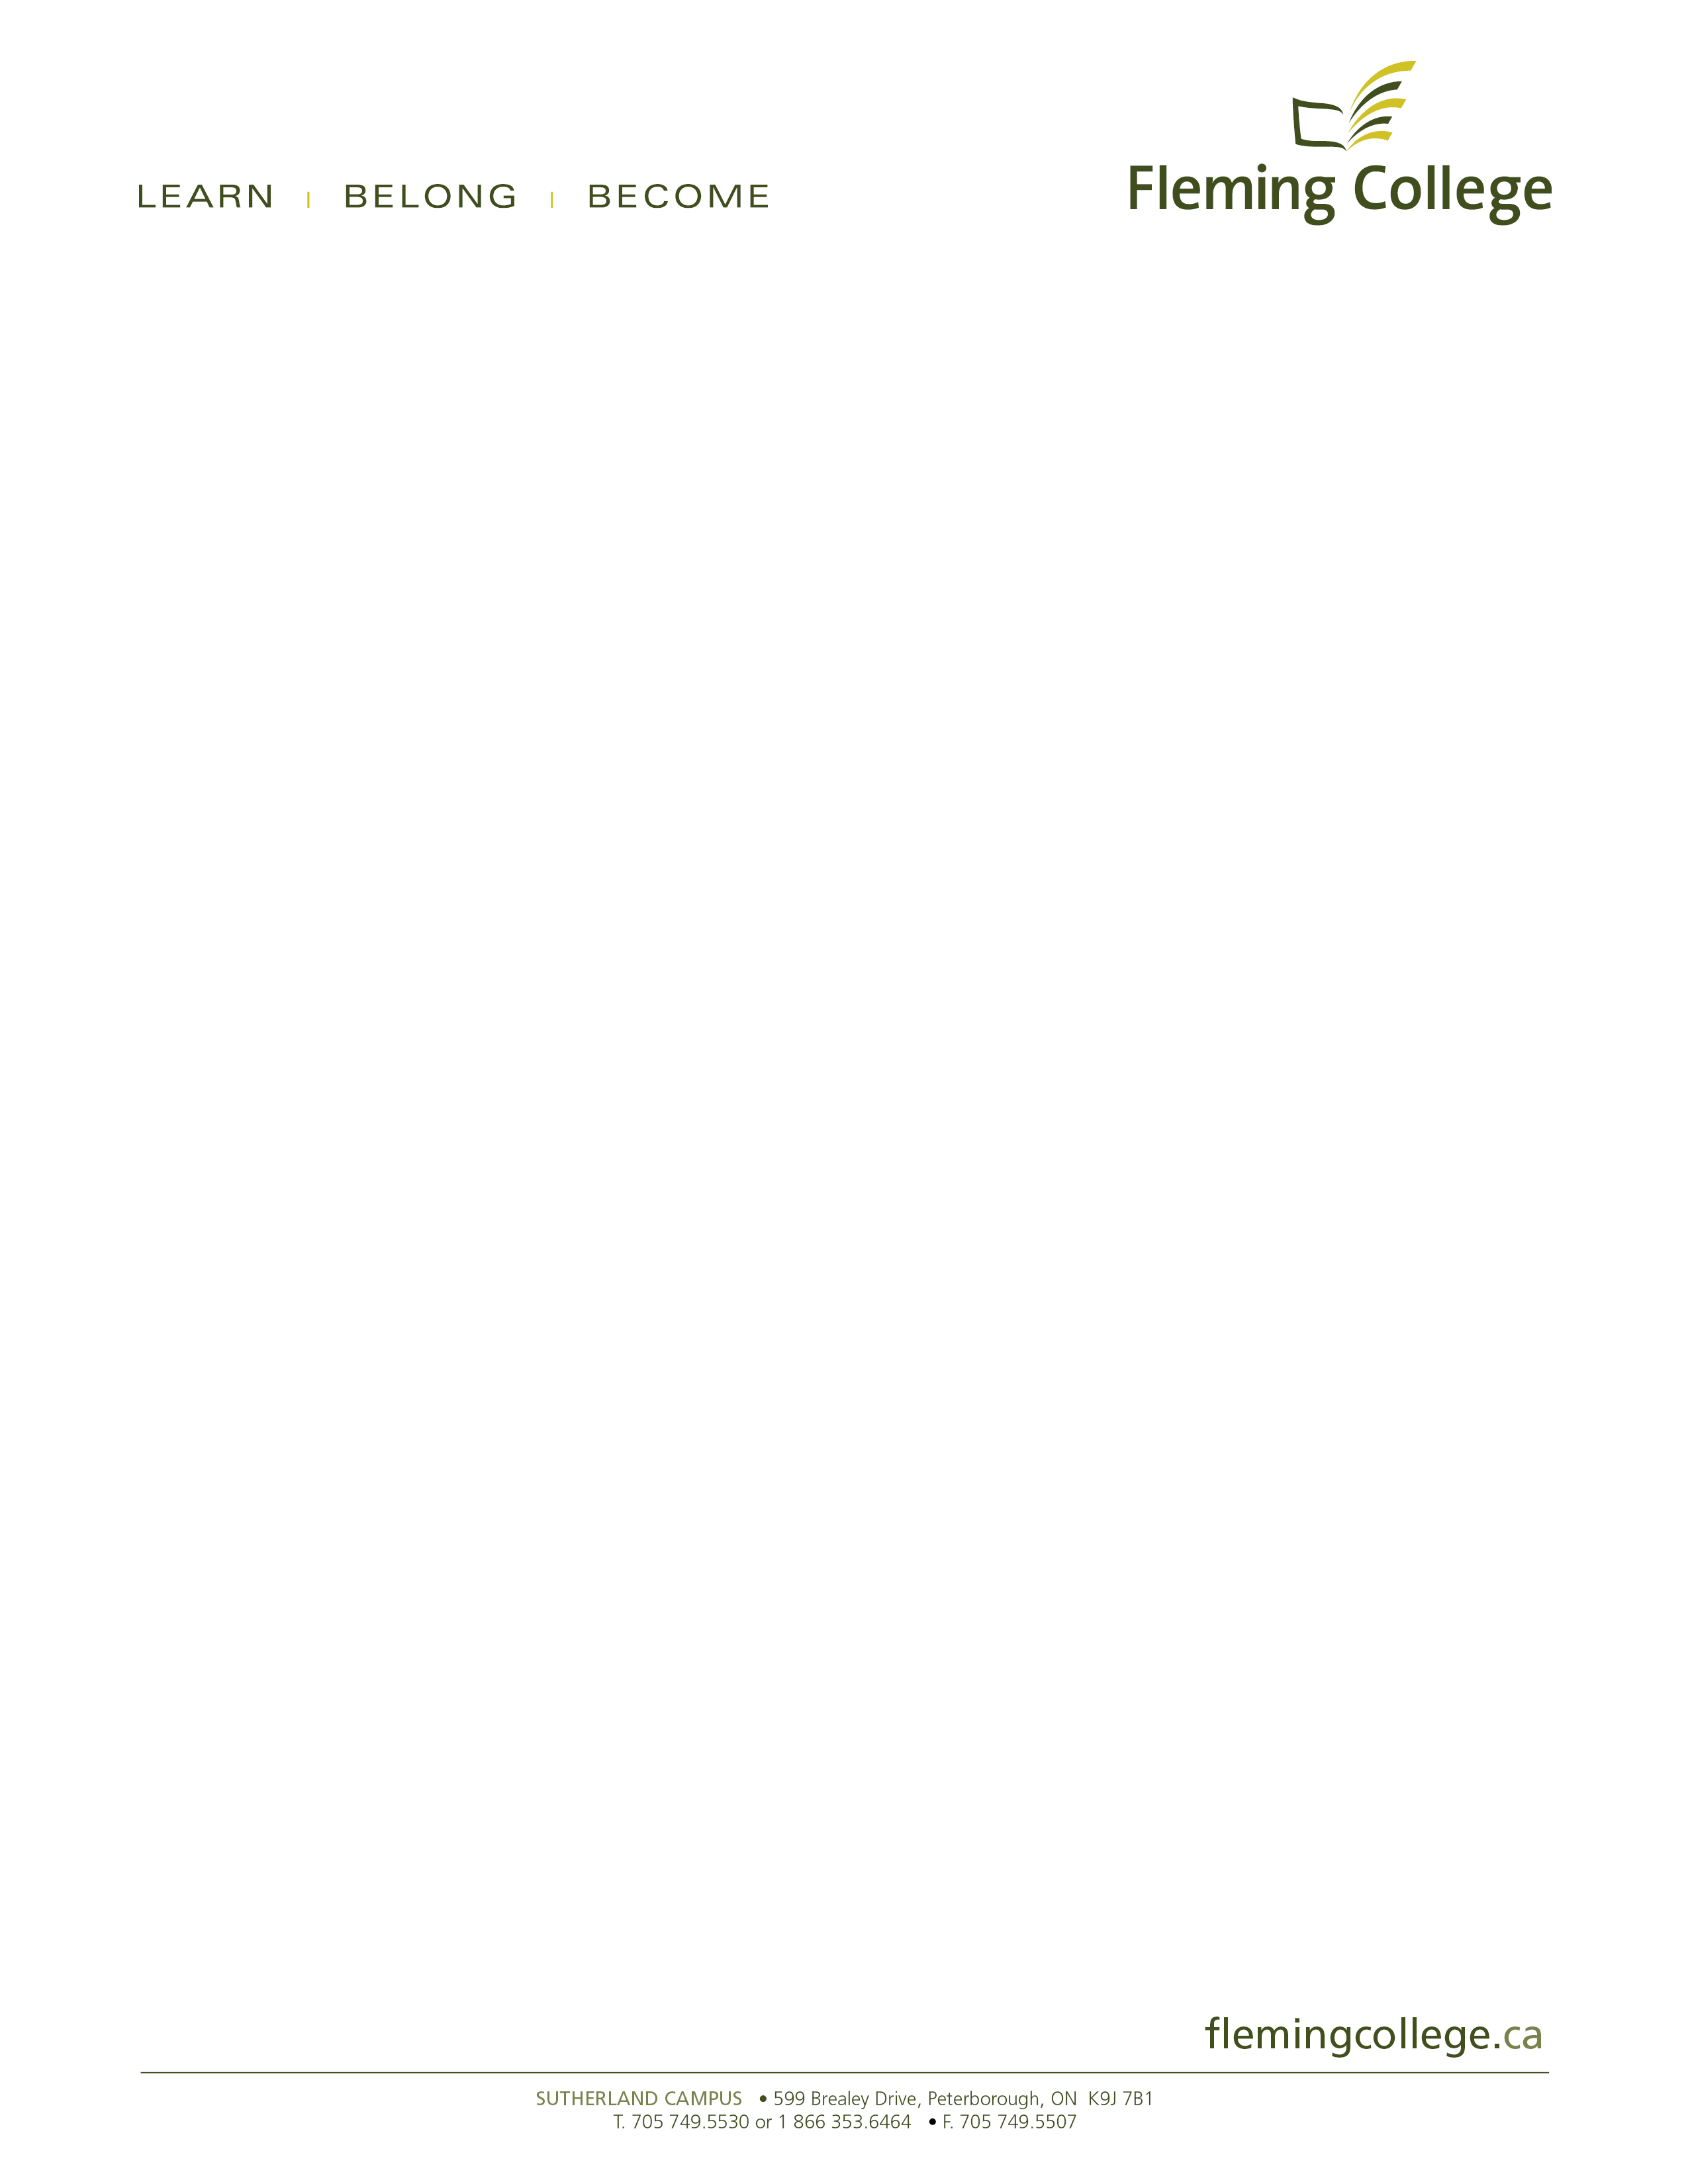 LEARN | BELONG | BECOME
Fleming College
flemingcollege.ca
SUTHERLAND CAMPUS • 599 Brealey Drive, Peterborough, ON K9J 7B1
T. 705 749.5530 or 1 866 353.6464 • F. 705 749.5507